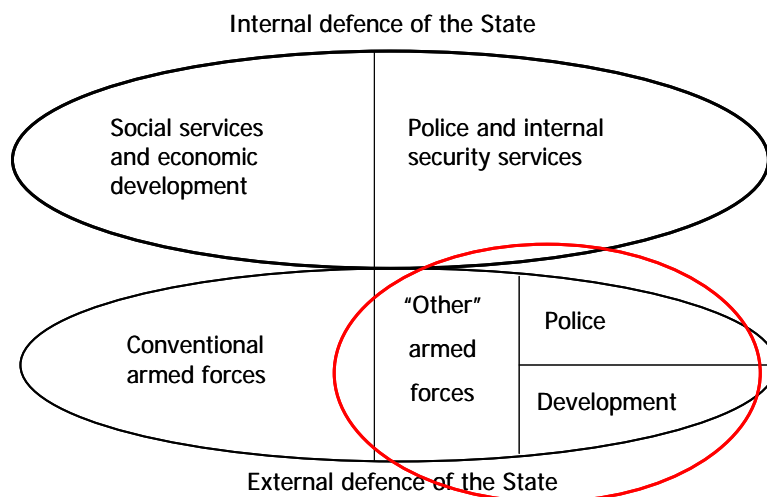 Internal defence of the State
Social services
and economic
development
Police and internal
security services
Conventional
armed forces
“Other”
armed
forces
Police
Development
External defence of the State